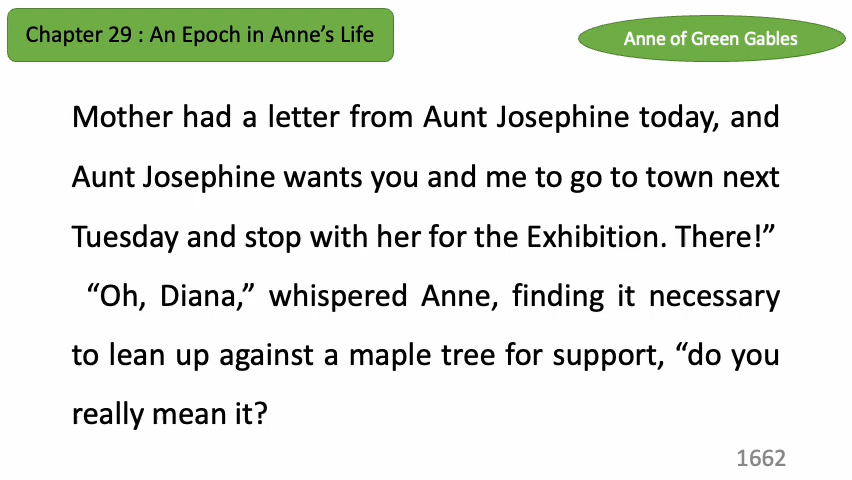 Chapter 29 : An Epoch in Anne’s Life
Anne of Green Gables
Mother had a letter from Aunt Josephine today, and
Aunt Josephine wants you and me to go to town next
Tuesday and stop with her for the Exhibition. There!”
“Oh, Diana,” whispered Anne, finding it necessary
to lean up against a maple tree for support, “do you
really mean it?
1662